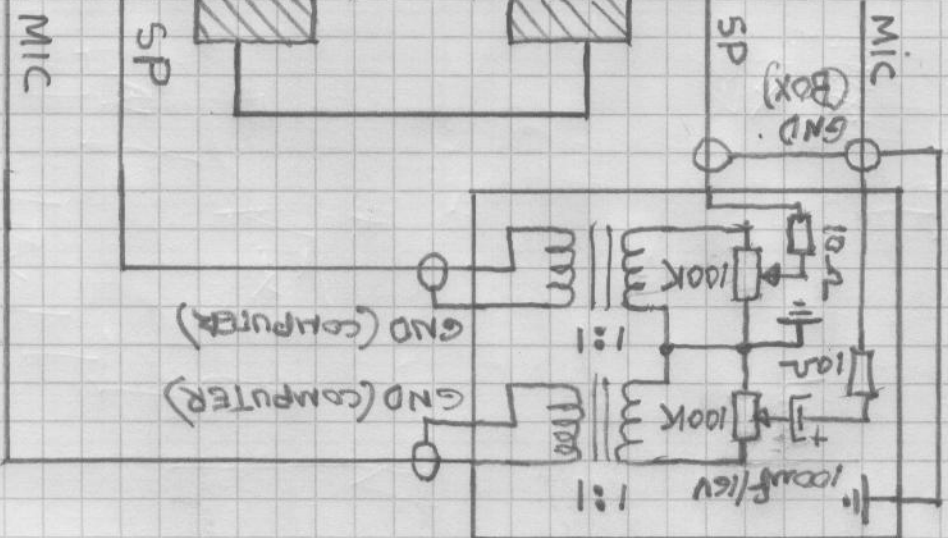 MIC
SP
SP
MIC
GND
(BOX)
10Ω
100K
GND (COMPUTER)
1:1
10Ω
GND (COMPUTER)
100K
+
100mF/16V
1:1